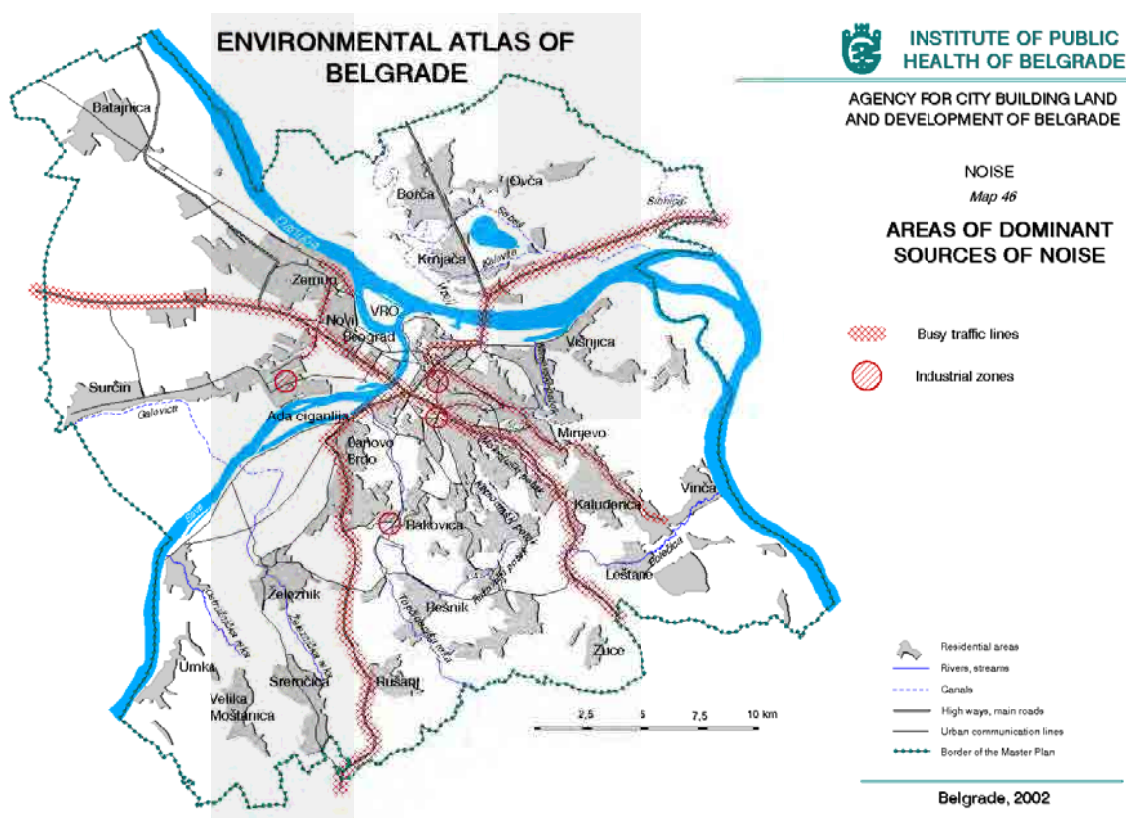 ENVIRONMENTAL ATLAS OF
BELGRADE
INSTITUTE OF PUBLIC
HEALTH OF BELGRADE
AGENCY FOR CITY BUILDING LAND
AND DEVELOPMENT OF BELGRADE
NOISE
Map 46
AREAS OF DOMINANT
SOURCES OF NOISE
Busy traffic lines
Industrial zones
Batajnica
Borča
Ovča
Krnjača
Zemun
VRO
Novi
Beograd
Višnjica
Surčin
Galovica
Ada ciganlija
Mirijevo
Brdo
Kaluđerica
Vinča
Rakovica
Bolečica
Leštane
Železnik
Rešnik
Zuce
Umka
Sremčica
Rušanj
Velika
Moštanica
2,5
5
7,5
10 km
Residential areas
Rivers, streams
Canals
High ways, main roads
Urban communication lines
Border of the Master Plan
Belgrade, 2002